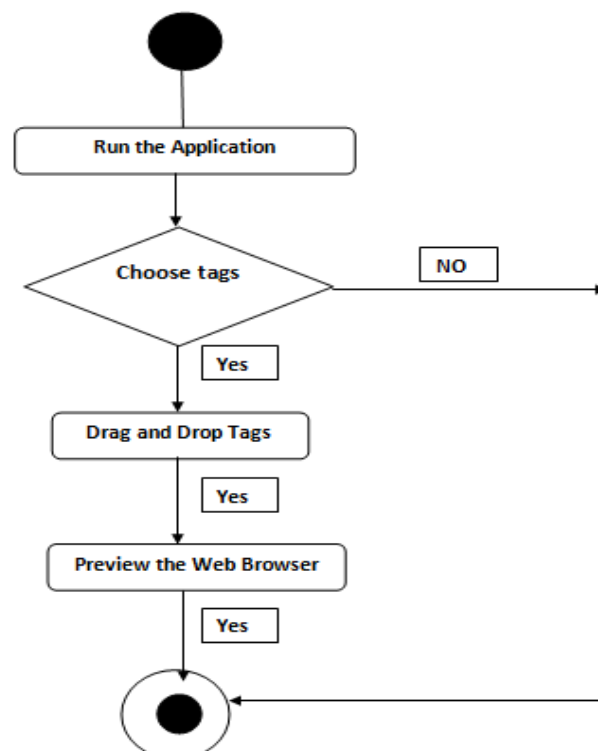 Run the Application
Choose tags
NO
Yes
Drag and Drop Tags
Yes
Preview the Web Browser
Yes